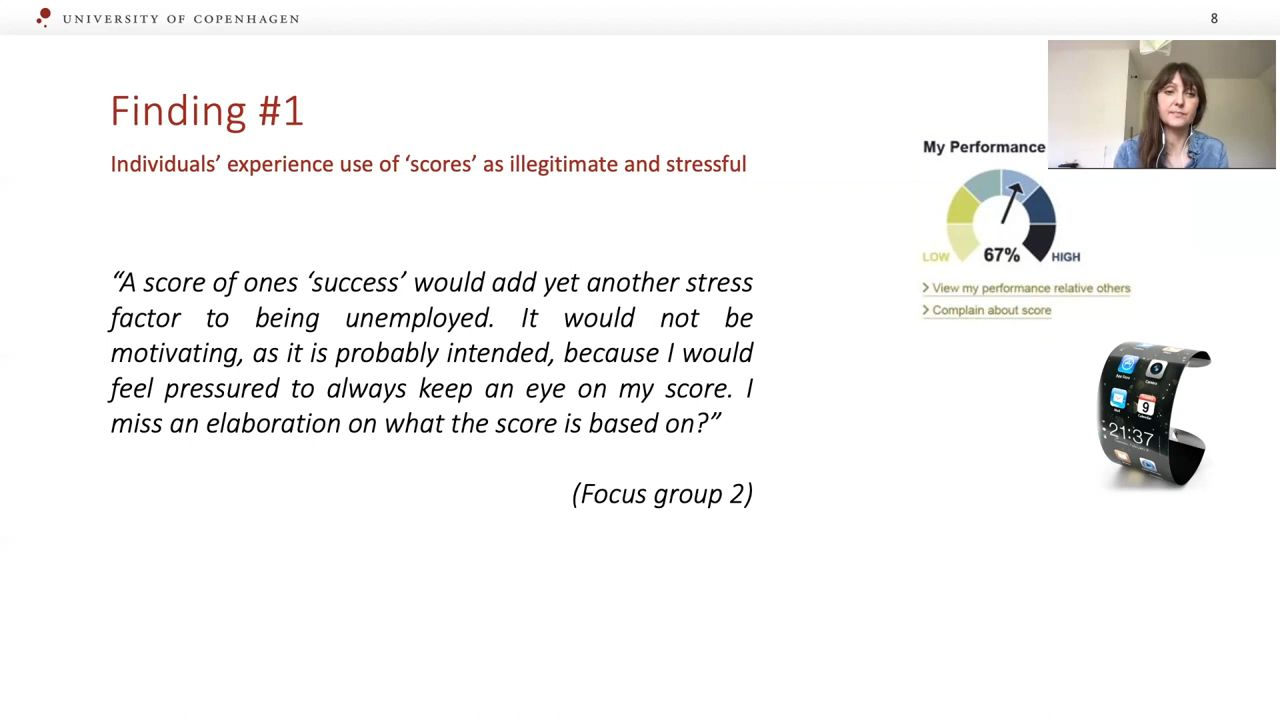 UNIVERSITY OF COPENHAGEN
8
Finding #1
Individuals’ experience use of ‘scores’ as illegitimate and stressful
“A score of ones ‘success’ would add yet another stress
factor to being unemployed. It would not be
motivating, as it is probably intended, because I would
feel pressured to always keep an eye on my score. I
miss an elaboration on what the score is based on?”
(Focus group 2)
My Performance
LOW
67%
HIGH
> View my performance relative others
> Complain about score
9
21:37